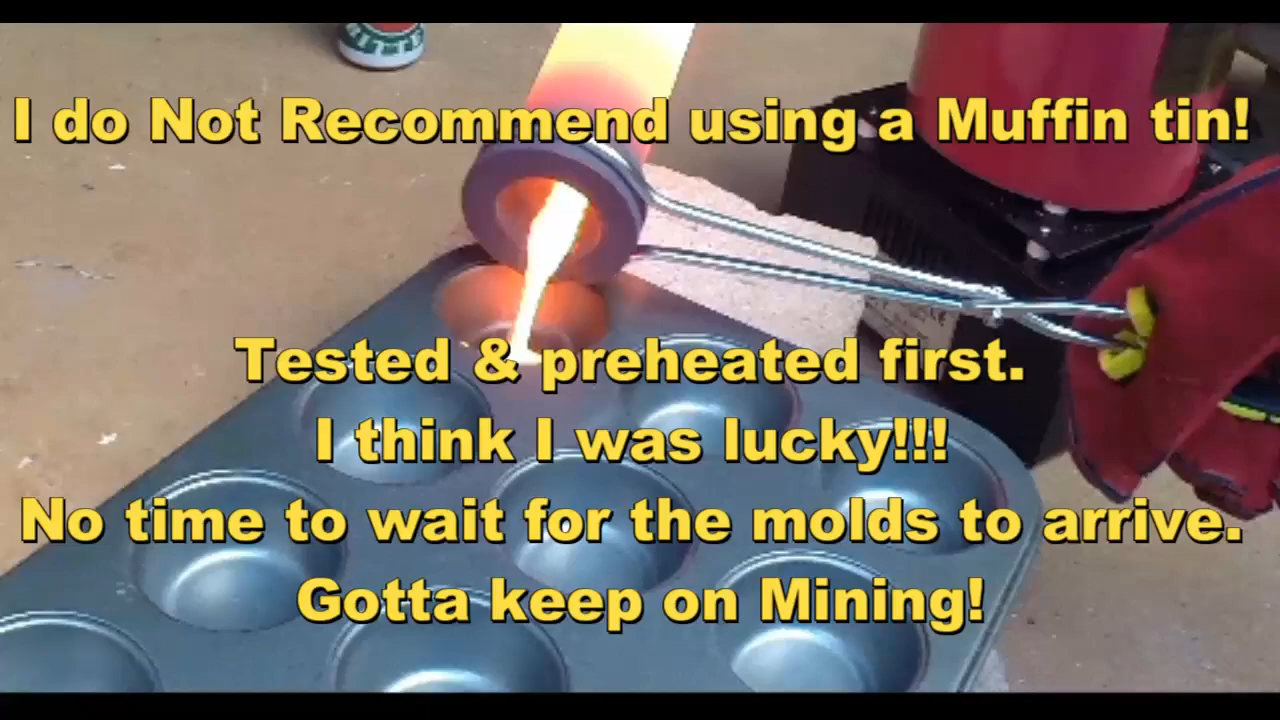 I do Not Recommend using a Muffin tin!
Tested & preheated first.
I think I was lucky!!!
No time to wait for the molds to arrive.
Gotta keep on Mining!